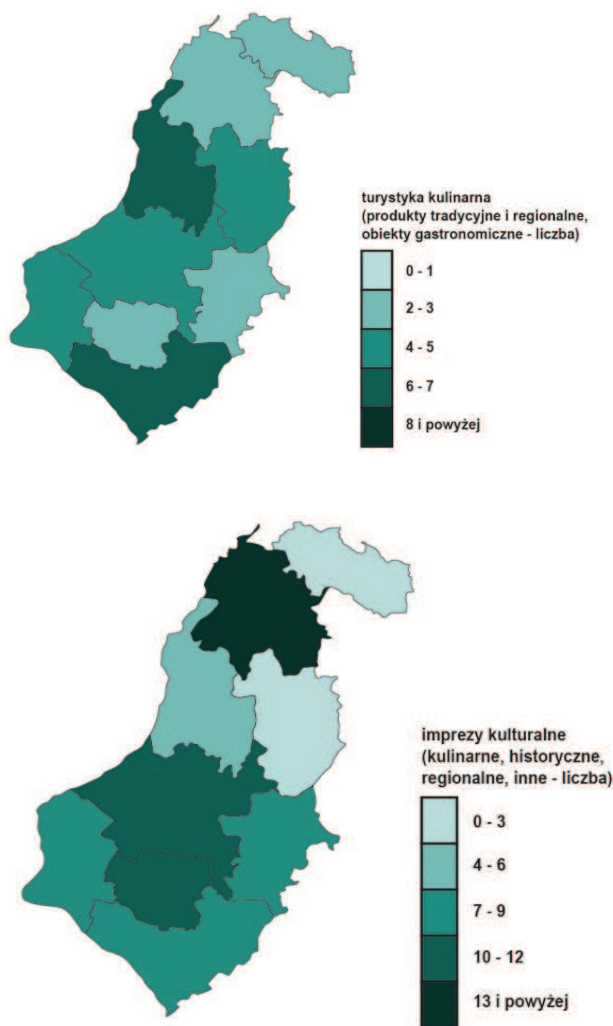 turystyka kulinarna
(produkty tradycyjne i regionalne,
obiekty gastronomiczne - liczba)
0 - 1
2 - 3
4 - 5
6 - 7
8 i powyżej
imprezy kulturalne
(kulinarne, historyczne,
regionalne, inne - liczba)
0 - 3
4 - 6
7 - 9
10 - 12
13 i powyżej